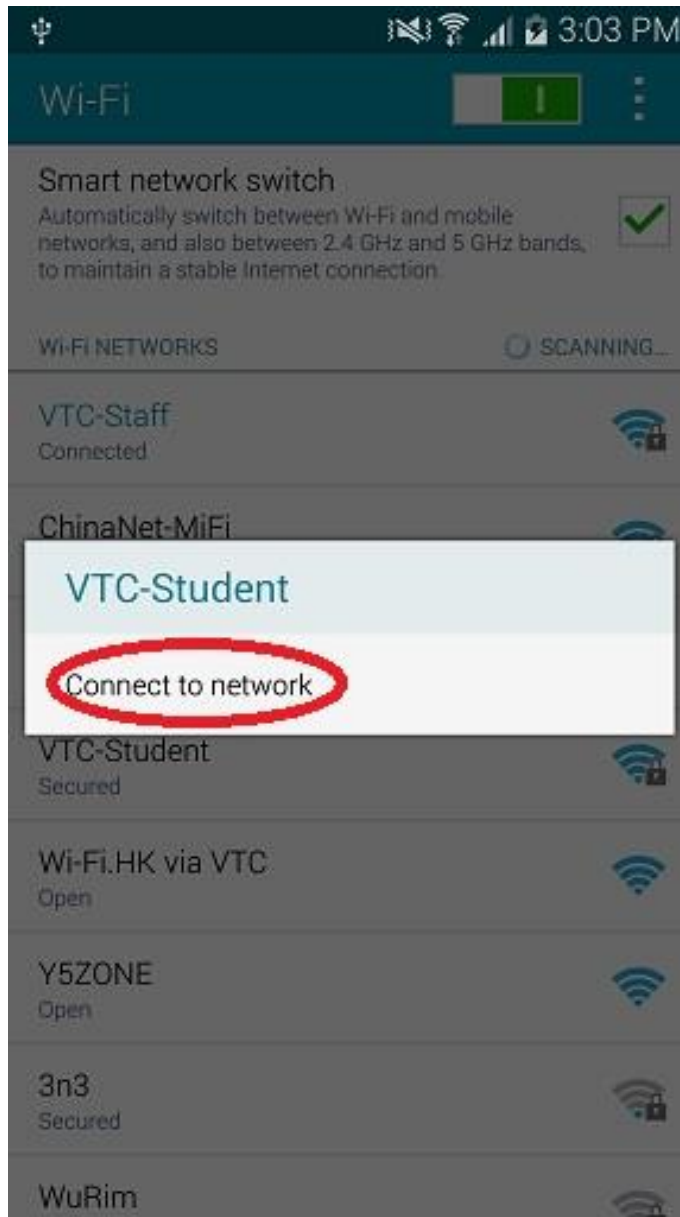 3:03 PM
Wi-Fi
Smart network switch
Automatically switch between Wi-Fi and mobile
networks, and also between 2.4 GHz and 5 GHz bands,
to maintain a stable Internet connection.
Wi-Fi NETWORKS
SCANNING...
VTC-Staff
Connected
ChinaNet-MiFi
VTC-Student
Connect to network
VTC-Student
Secured
Wi-Fi.HK via VTC
Open
Y5ZONE
Open
3n3
Secured
WuRim